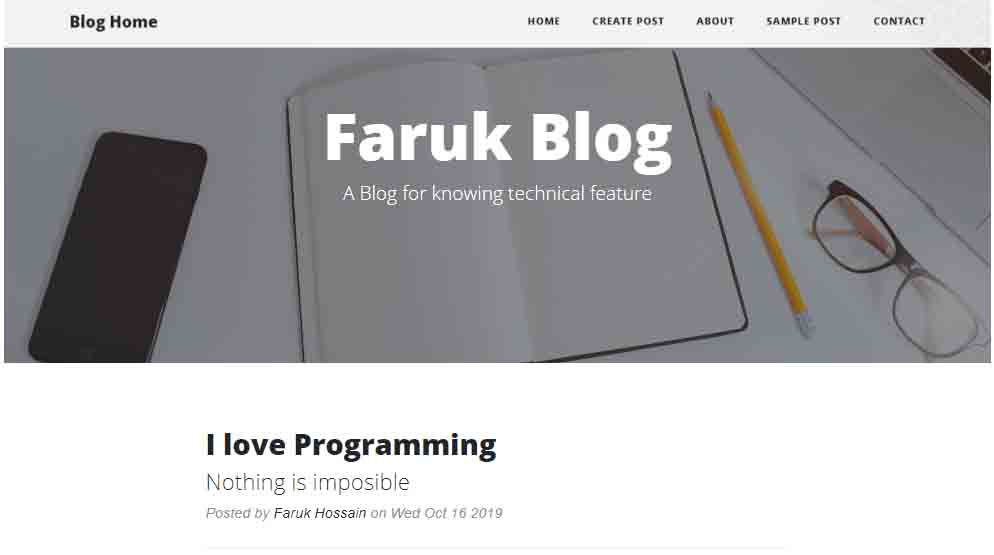 Blog Home HOME CREATE POST ABOUT SAMPLE POST CONTACT
Faruk Blog
A Blog for knowing technical feature
I love Programming
Nothing is imposible
Posted by Faruk Hossain on Wed Oct 16 2019